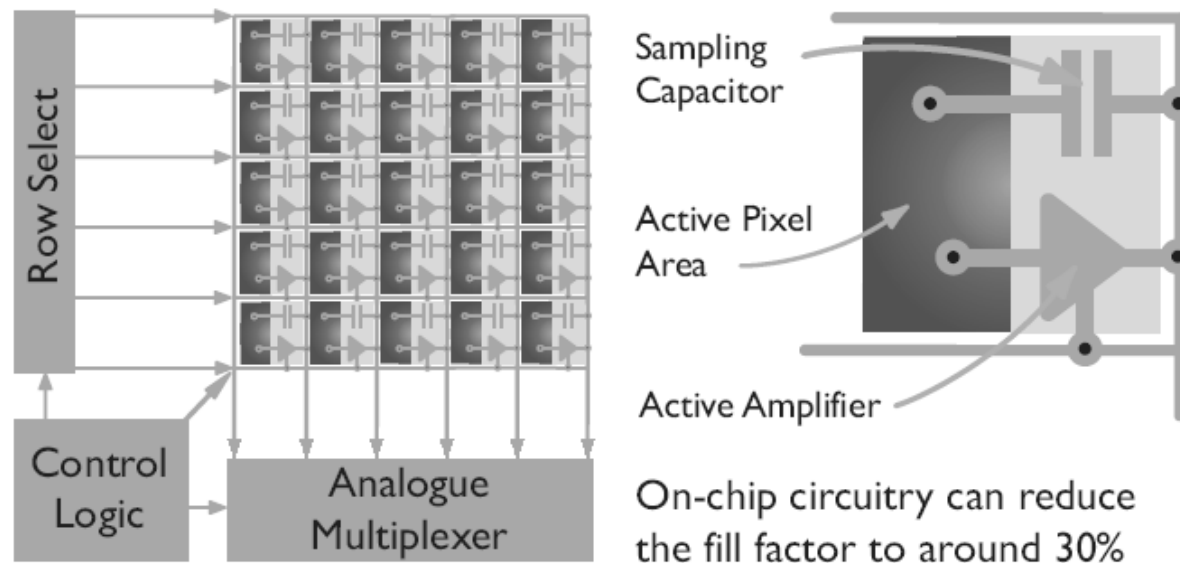 Row Select
Control
Logic
Analogue
Multiplexer
Sampling
Capacitor
Active Pixel
Area
Active Amplifier
On-chip circuitry can reduce
the fill factor to around 30%